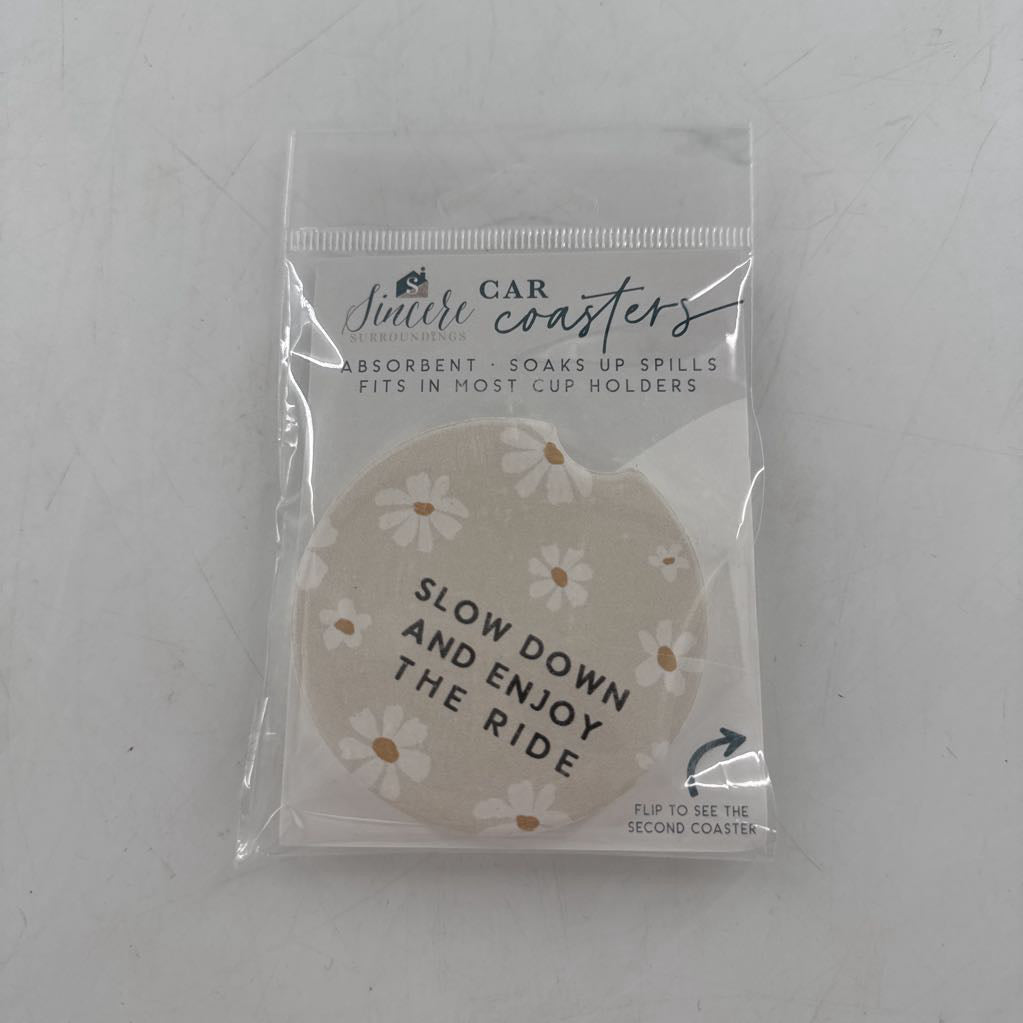 S
Sincere
SURROUNDINGS
CAR
coasters
ABSORBENT · SOAKS UP SPILLS
FITS IN MOST CUP HOLDERS
SLOW DOWN
AND ENJOY
THE RIDE
FLIP TO SEE THE
SECOND COASTER